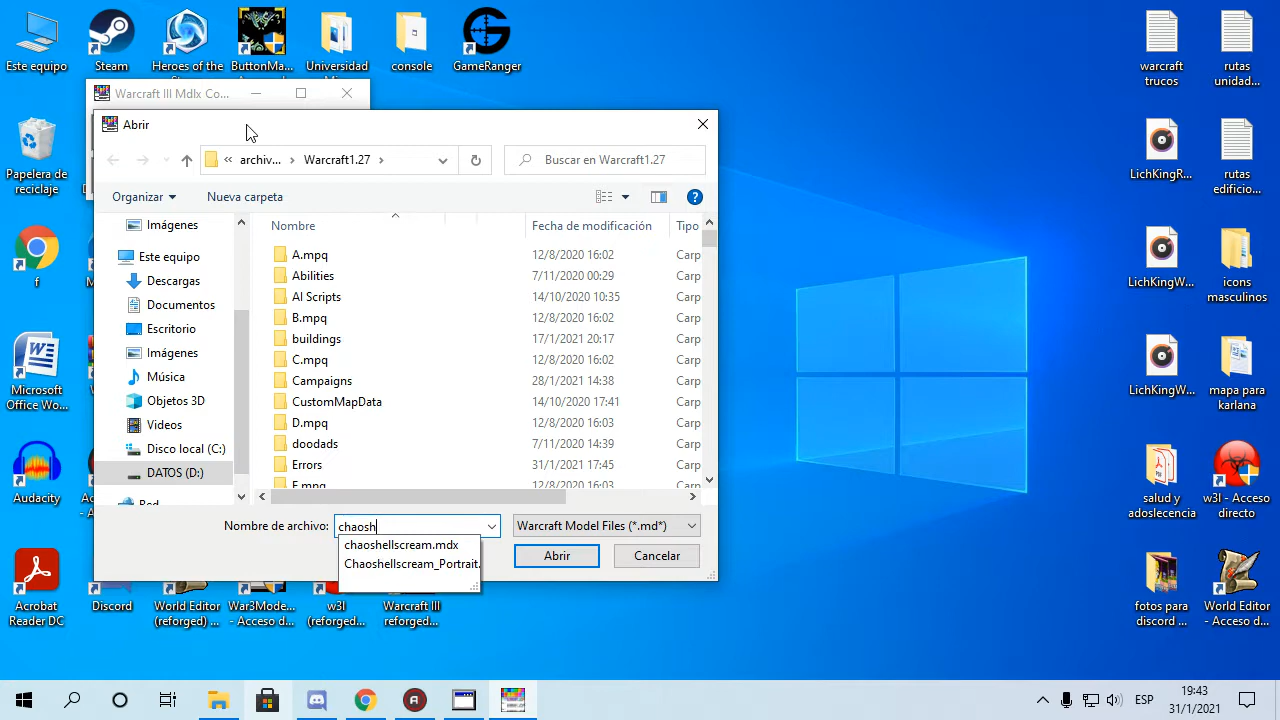 Este equipo
Steam
Heroes of the
ButtonMa...
Universidad
console
GameRanger
warcraft
trucos
rutas
unidad...
Warcraft III Mdlx Co...
Abrir
archiv...
Warcraft1.27
Buscar en Warcraft1.27
Organizar
Nueva carpeta
Nombre
Fecha de modificación
Tipo
Imágenes
Este equipo
Descargas
Documentos
Escritorio
Imágenes
Música
Objetos 3D
Videos
Disco local (C:)
DATOS (D:)
Red
A.mpq 12/8/2020 16:02 Carp
Abilities 7/11/2020 00:29 Carp
AI Scripts 14/10/2020 10:35 Carp
B.mpq 12/8/2020 16:02 Carp
buildings 17/1/2021 20:17 Carp
C.mpq 12/8/2020 16:02 Carp
Campaigns 28/1/2021 14:38 Carp
CustomMapData 14/10/2020 17:41 Carp
D.mpq 12/8/2020 16:03 Carp
doodads 7/11/2020 14:39 Carp
Errors 31/1/2021 17:45 Carp
E.mpq 12/8/2020 16:03 Carp
Nombre de archivo:
chaosh
Warcraft Model Files (*.md*)
chaoshellscream.mdx
Chaoshellscream_Portrait.
Abrir
Cancelar
Papelera de
reciclaje
f
Microsoft
Office Wo...
Audacity
Acrobat
Reader DC
Discord
World Editor
(reforged) ...
War3Mode...
- Acceso d...
w3l
(reforged...
Warcraft III
reforged...
LichKingR...
rutas
edificio...
LichKingW...
icons
masculinos
LichKingW...
mapa para
karlana
salud y
adoslecencia
w3l - Acceso
directo
fotos para
discord ...
World Editor
- Acceso d...
ESP
19:43
31/1/2021